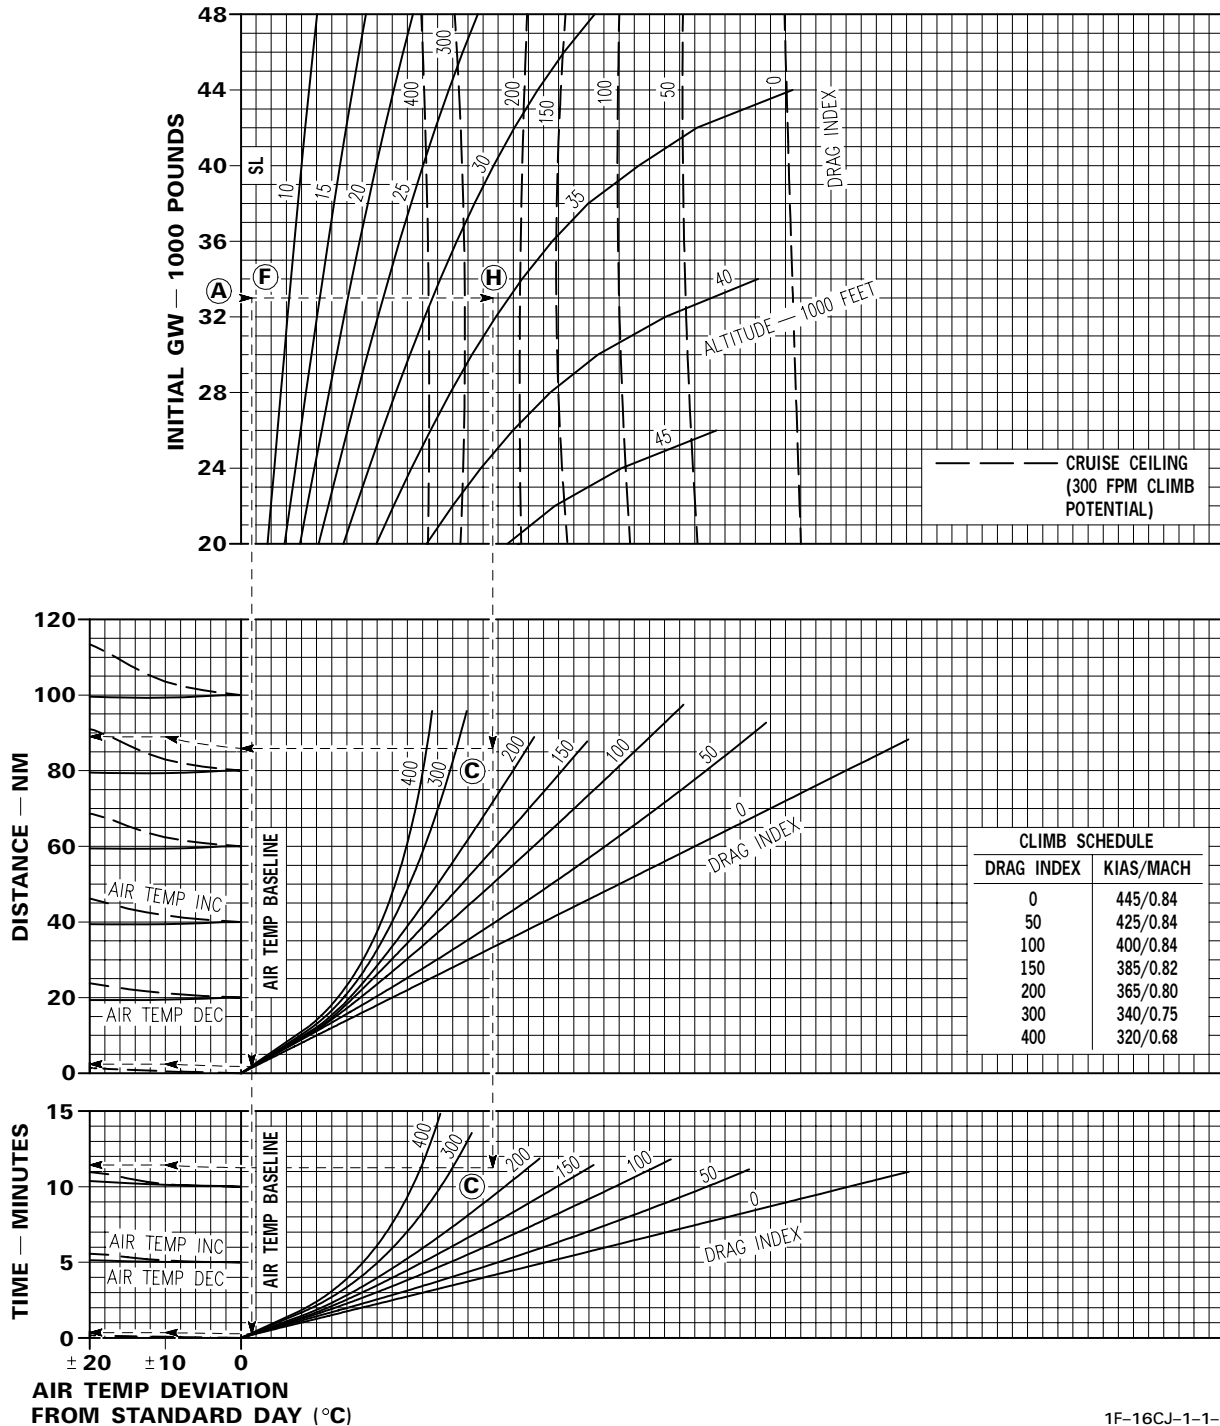 48
44
40
36
32
28
24
20
INITIAL GW — 1000 POUNDS
SL
10
15
20
25
30
35
40
45
400
300
200
150
100
50
0
DRAG INDEX
A
F
H
ALTITUDE — 1000 FEET
CRUISE CEILING
(300 FPM CLIMB
POTENTIAL)
120
100
80
60
40
20
0
DISTANCE — NM
AIR TEMP INC
AIR TEMP DEC
AIR TEMP BASELINE
400
300
C
200
150
100
50
0
DRAG INDEX
CLIMB SCHEDULE
DRAG INDEX KIAS/MACH
0 445/0.84
50 425/0.84
100 400/0.84
150 385/0.82
200 365/0.80
300 340/0.75
400 320/0.68
15
10
5
0
TIME — MINUTES
AIR TEMP INC
AIR TEMP DEC
AIR TEMP BASELINE
400
300
C
200
150
100
50
0
DRAG INDEX
±20 ±10 0
AIR TEMP DEVIATION
FROM STANDARD DAY (°C)
1F-16CJ-1-1-